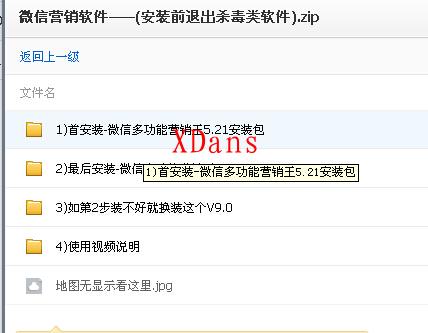 微信营销软件——(安装前退出杀毒类软件).zip
返回上一级
文件名
1)首安装-微信多功能营销王5.21安装包
XDans
2)最后安装-微信
1)首安装-微信多功能营销王5.21安装包
3)如第2步装不好就换装这个V9.0
4)使用视频说明
地图无显示看这里.jpg